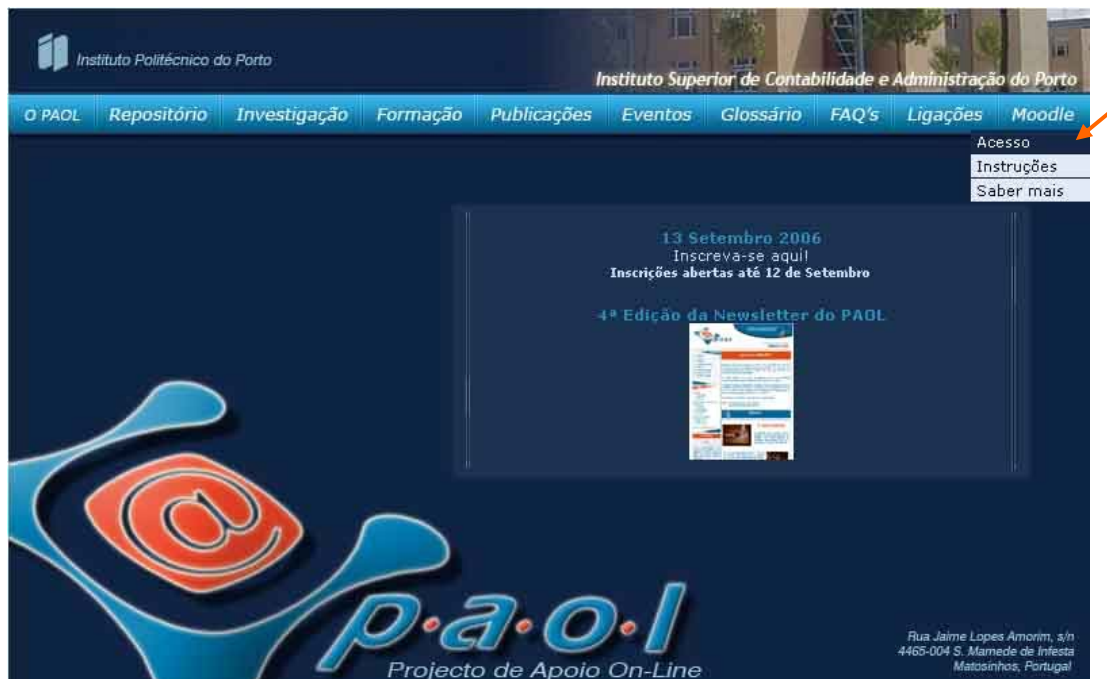 Instituto Politécnico do Porto
Instituto Superior de Contabilidade e Administração do Porto
O PAOL Repositório Investigação Formação Publicações Eventos Glossário FAQ's Ligações Moodle
Acesso
Instruções
Saber mais
13 Setembro 2006
Inscreva-se aqui!
Inscrições abertas até 12 de Setembro
4ª Edição da Newsletter do PAOL
@
p.a.o.l
Projecto de Apoio On-Line
Rua Jaime Lopes Amorim, s/n
4465-004 S. Mamede de Infesta
Matosinhos, Portugal